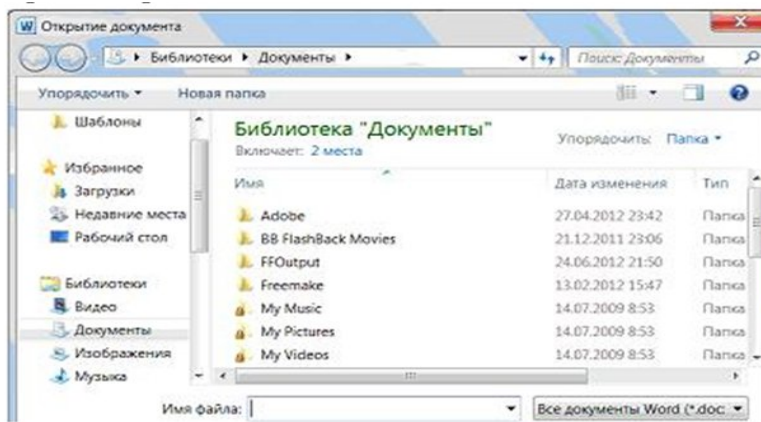 Открытие документа
Библиотеки Документы Поиск: Документы
Упорядочить Новая папка
Шаблоны
Избранное
Загрузки
Недавние места
Рабочий стол
Библиотеки
Видео
Документы
Изображения
Музыка
Библиотека "Документы"
Включает: 2 места
Упорядочить: Папка
Имя Дата изменения Тип
Adobe 27.04.2012 23:42 Папка
BB FlashBack Movies 21.12.2011 23:06 Папка
FFOutput 24.06.2012 21:50 Папка
Freemake 13.02.2012 15:47 Папка
My Music 14.07.2009 8:53 Папка
My Pictures 14.07.2009 8:53 Папка
My Videos 14.07.2009 8:53 Папка
Имя файла: Все документы Word (*.doc: